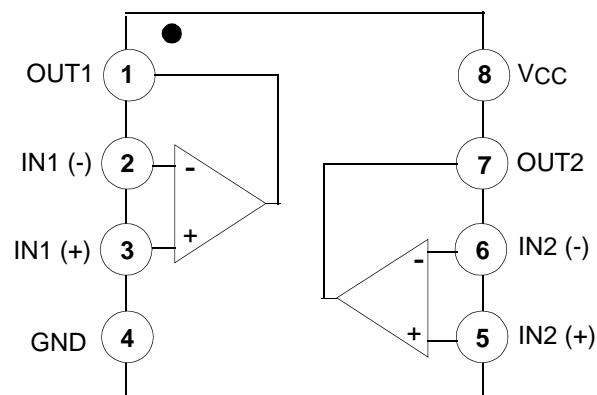 OUT1 1 8 VCC
IN1 (-) 2 - 7 OUT2
IN1 (+) 3 + - 6 IN2 (-)
GND 4 + 5 IN2 (+)